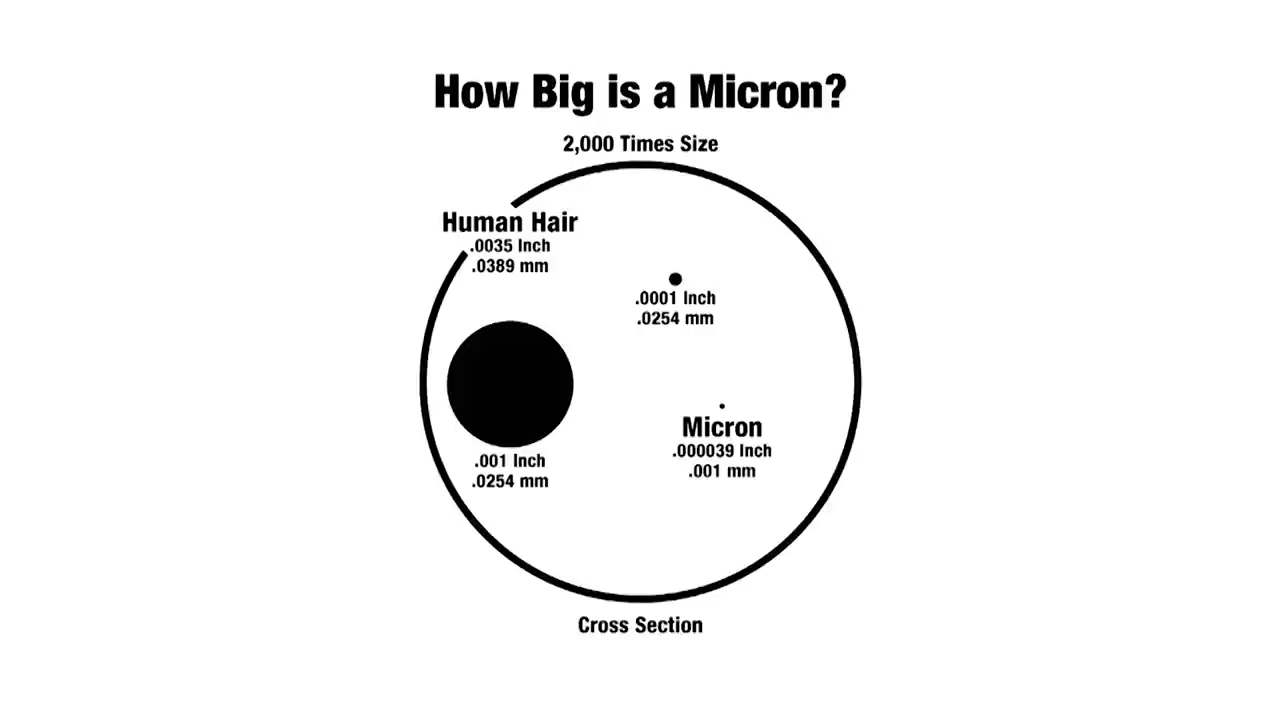 How Big is a Micron?
2,000 Times Size
Human Hair
.0035 Inch
.0389 mm
.0001 Inch
.0254 mm
Micron
.000039 Inch
.001 mm
.001 Inch
.0254 mm
Cross Section